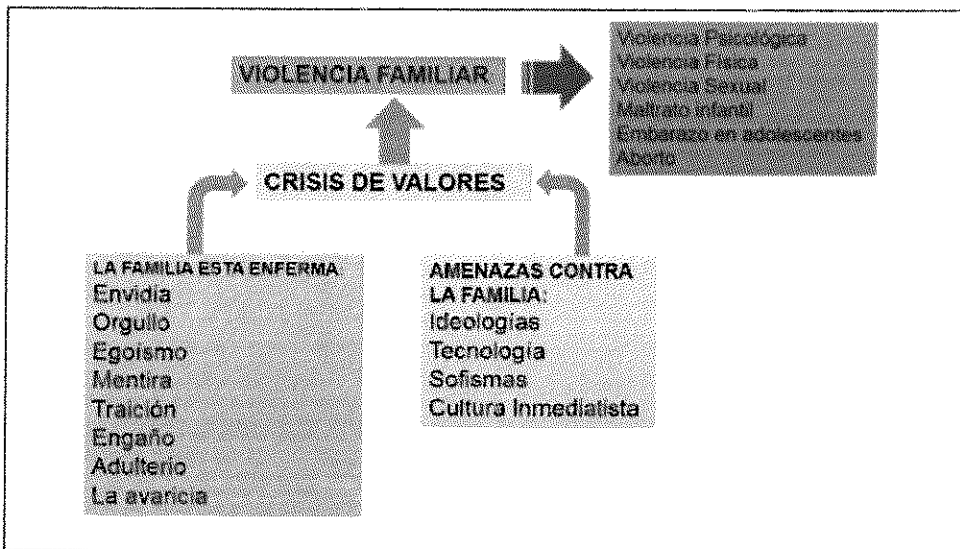 VIOLENCIA FAMILIAR
Violencia Psicológica
Violencia Física
Violencia Sexual
Maltrato infantil
Embarazo en adolescentes
Aborto
CRISIS DE VALORES
LA FAMILIA ESTA ENFERMA
Envidia
Orgullo
Egoísmo
Mentira
Traición
Engaño
Adulterio
La avaricia
AMENAZAS CONTRA
LA FAMILIA:
Ideologías
Tecnología
Sofismas
Cultura Inmediatista